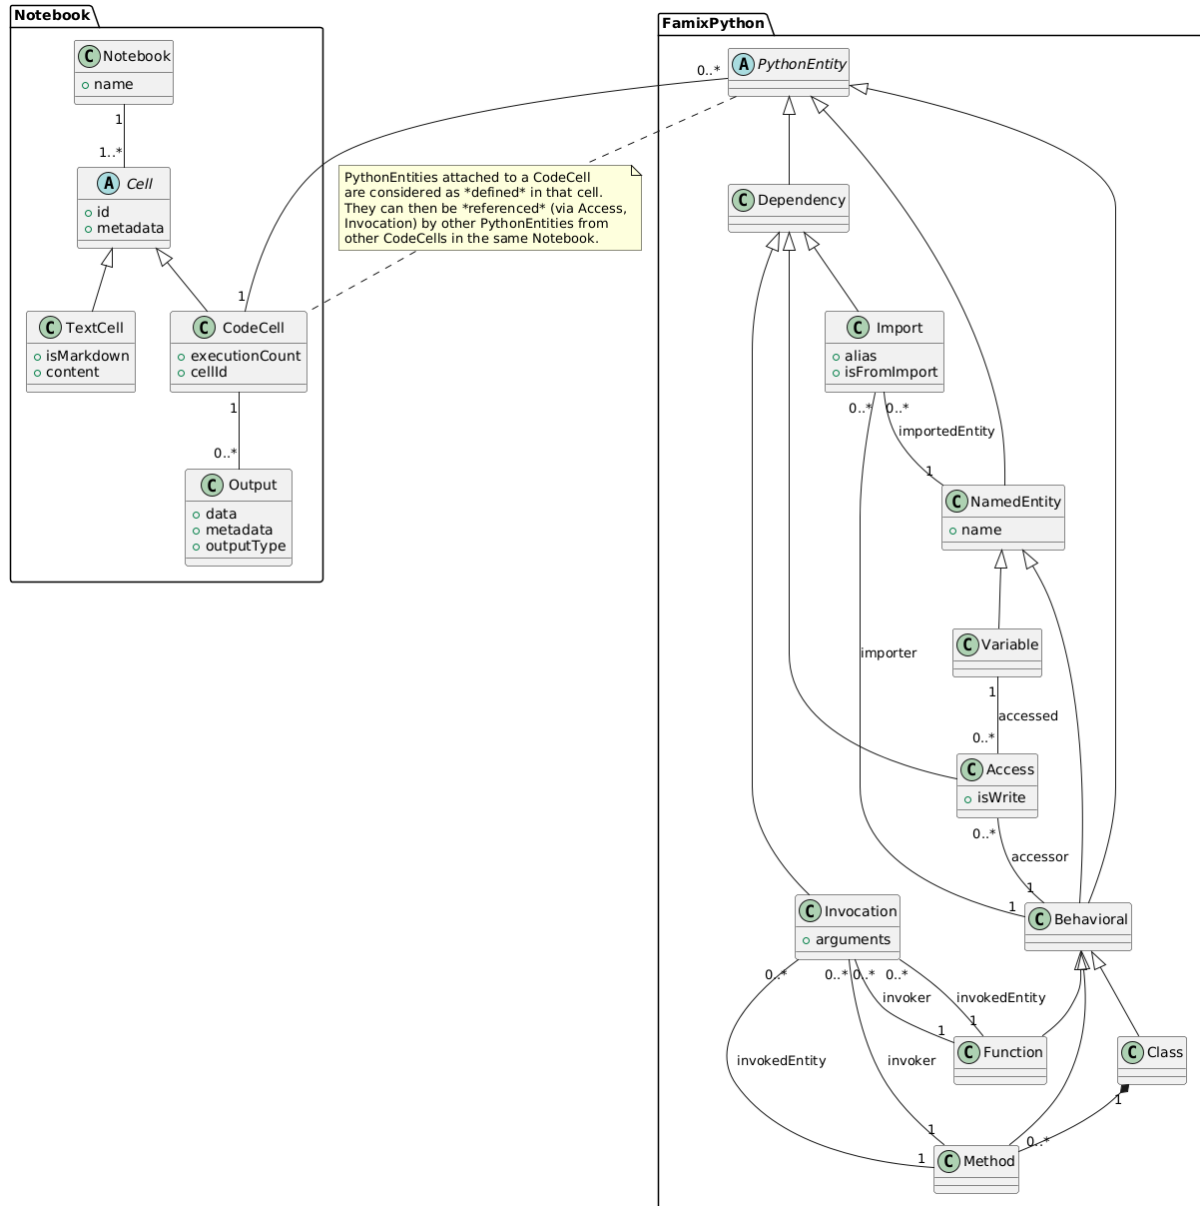 Notebook
C Notebook
name
1
1..*
A Cell
id
metadata
C TextCell
isMarkdown
content
1
C CodeCell
executionCount
cellId
1
0..*
C Output
data
metadata
outputType
PythonEntities attached to a CodeCell
are considered as *defined* in that cell.
They can then be *referenced* (via Access,
Invocation) by other PythonEntities from
other CodeCells in the same Notebook.
FamixPython
0..*
A PythonEntity
C Dependency
C Import
alias
isFromImport
0..*
0..*
importedEntity
1
C NamedEntity
name
importer
C Variable
1
accessed
0..*
C Access
isWrite
0..*
accessor
1
1
C Behavioral
C Invocation
arguments
0..*
0..*
0..*
0..*
invoker
invokedEntity
1
1
C Function
C Class
invokedEntity
invoker
1
1
0..*
1
C Method